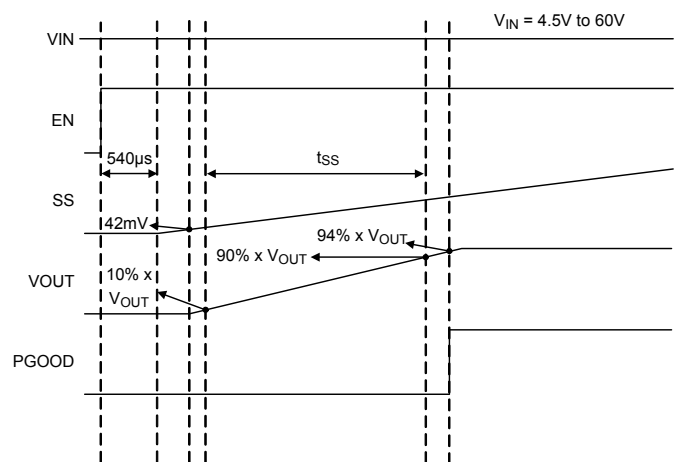 V_IN = 4.5V to 60V
VIN
EN
540µs
t_SS
SS
42mV
94% x V_OUT
90% x V_OUT
10% x
V_OUT
VOUT
PGOOD